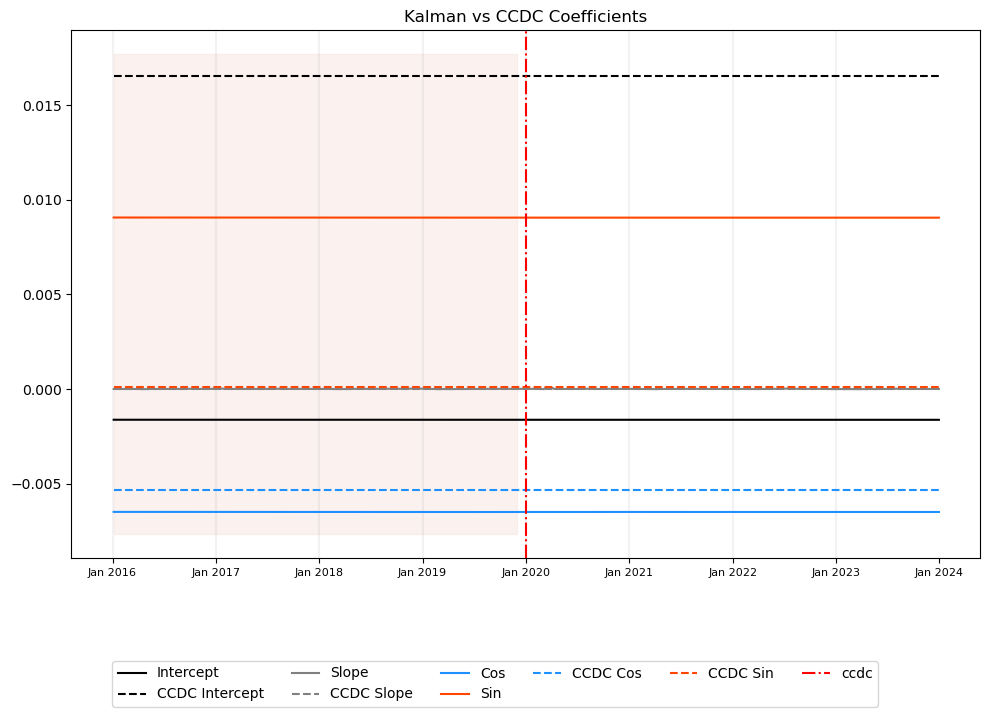 Kalman vs CCDC Coefficients
0.015
0.010
0.005
0.000
−0.005
Jan 2016 Jan 2017 Jan 2018 Jan 2019 Jan 2020 Jan 2021 Jan 2022 Jan 2023 Jan 2024
Intercept Slope Cos CCDC Cos CCDC Sin ccdc
CCDC Intercept CCDC Slope Sin